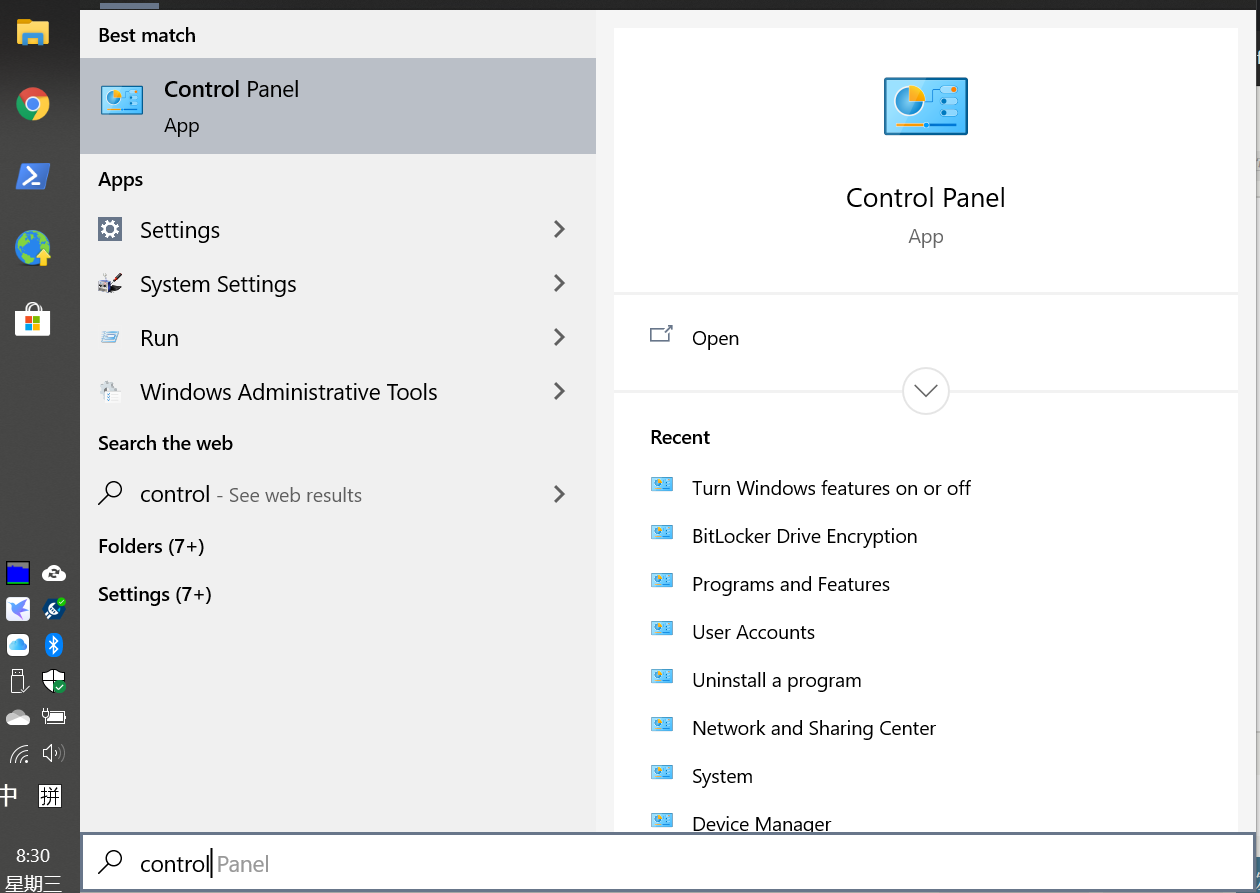 Best match
Control Panel
App
Apps
Settings
System Settings
Run
Windows Administrative Tools
Search the web
control - See web results
Folders (7+)
Settings (7+)
Control Panel
App
Open
Recent
Turn Windows features on or off
BitLocker Drive Encryption
Programs and Features
User Accounts
Uninstall a program
Network and Sharing Center
System
Device Manager
中 拼
8:30
星期三
control Panel